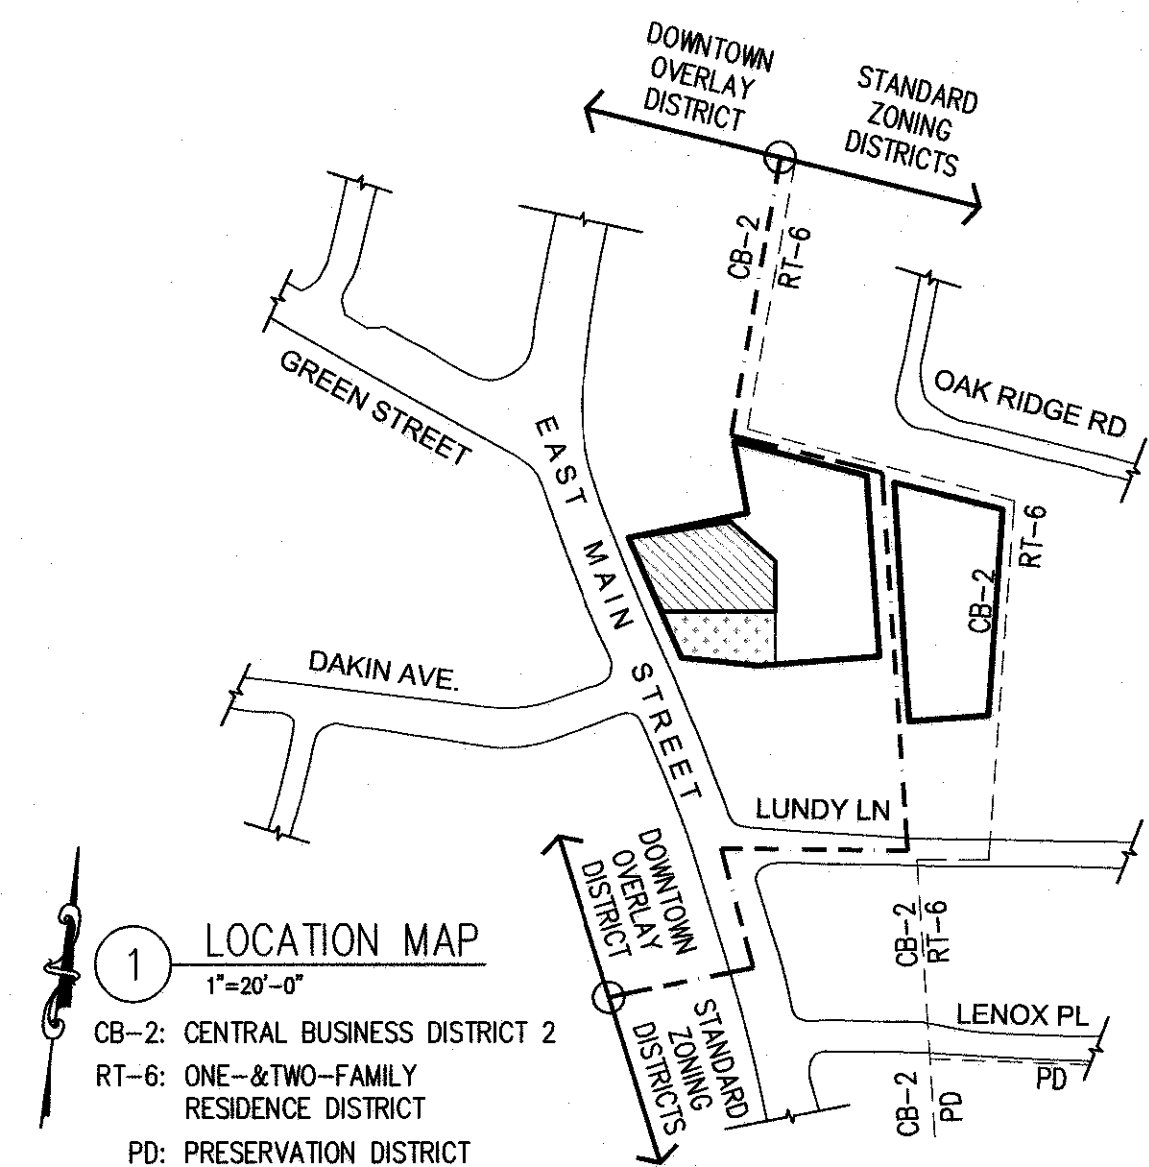 DOWNTOWN
OVERLAY
DISTRICT
STANDARD
ZONING
DISTRICTS
CB-2
RT-6
OAK RIDGE RD
GREEN STREET
EAST MAIN STREET
RT-6
CB-2
DAKIN AVE.
LUNDY LN
DOWNTOWN
OVERLAY
DISTRICT
CB-2
RT-6
STANDARD
ZONING
DISTRICTS
LENOX PL
PD
CB-2
PD
1
LOCATION MAP
1"=20'-0"
CB-2: CENTRAL BUSINESS DISTRICT 2
RT-6: ONE-&TWO-FAMILY
RESIDENCE DISTRICT
PD: PRESERVATION DISTRICT